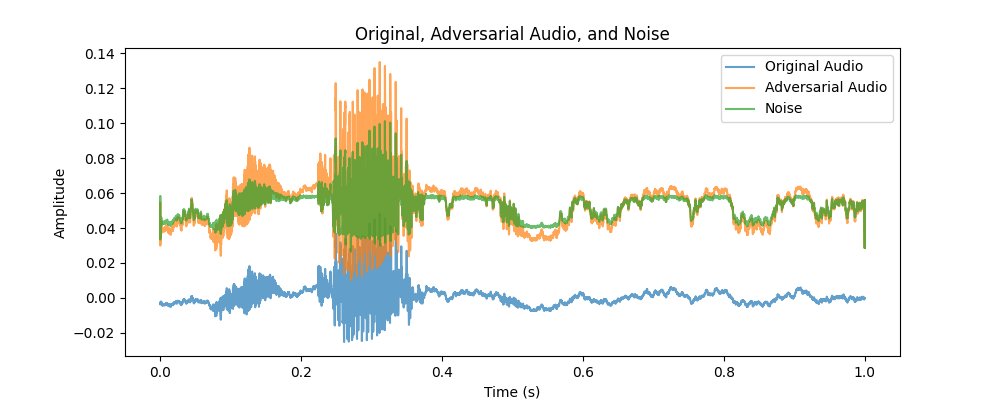 Original, Adversarial Audio, and Noise
0.14
0.12
0.10
0.08
0.06
0.04
0.02
0.00
−0.02
Amplitude
Original Audio
Adversarial Audio
Noise
0.0
0.2
0.4
0.6
0.8
1.0
Time (s)